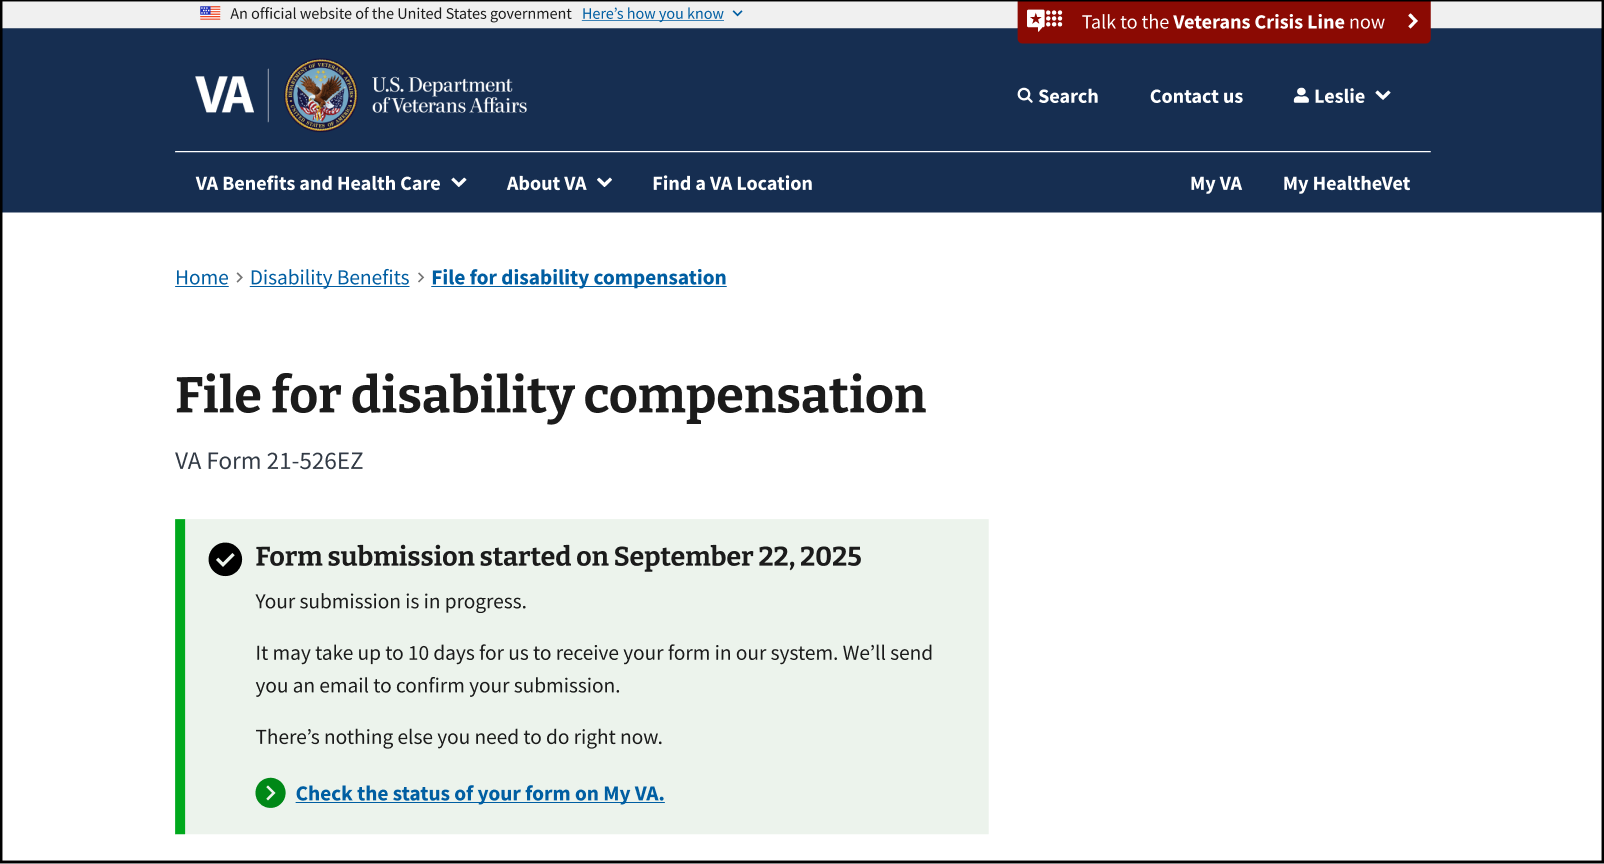 An official website of the United States government Here’s how you know
Talk to the Veterans Crisis Line now
VA
U.S. Department
of Veterans Affairs
Search
Contact us
Leslie
VA Benefits and Health Care
About VA
Find a VA Location
My VA
My HealtheVet
Home › Disability Benefits › File for disability compensation
File for disability compensation
VA Form 21-526EZ
Form submission started on September 22, 2025
Your submission is in progress.
It may take up to 10 days for us to receive your form in our system. We’ll send
you an email to confirm your submission.
There’s nothing else you need to do right now.
Check the status of your form on My VA.